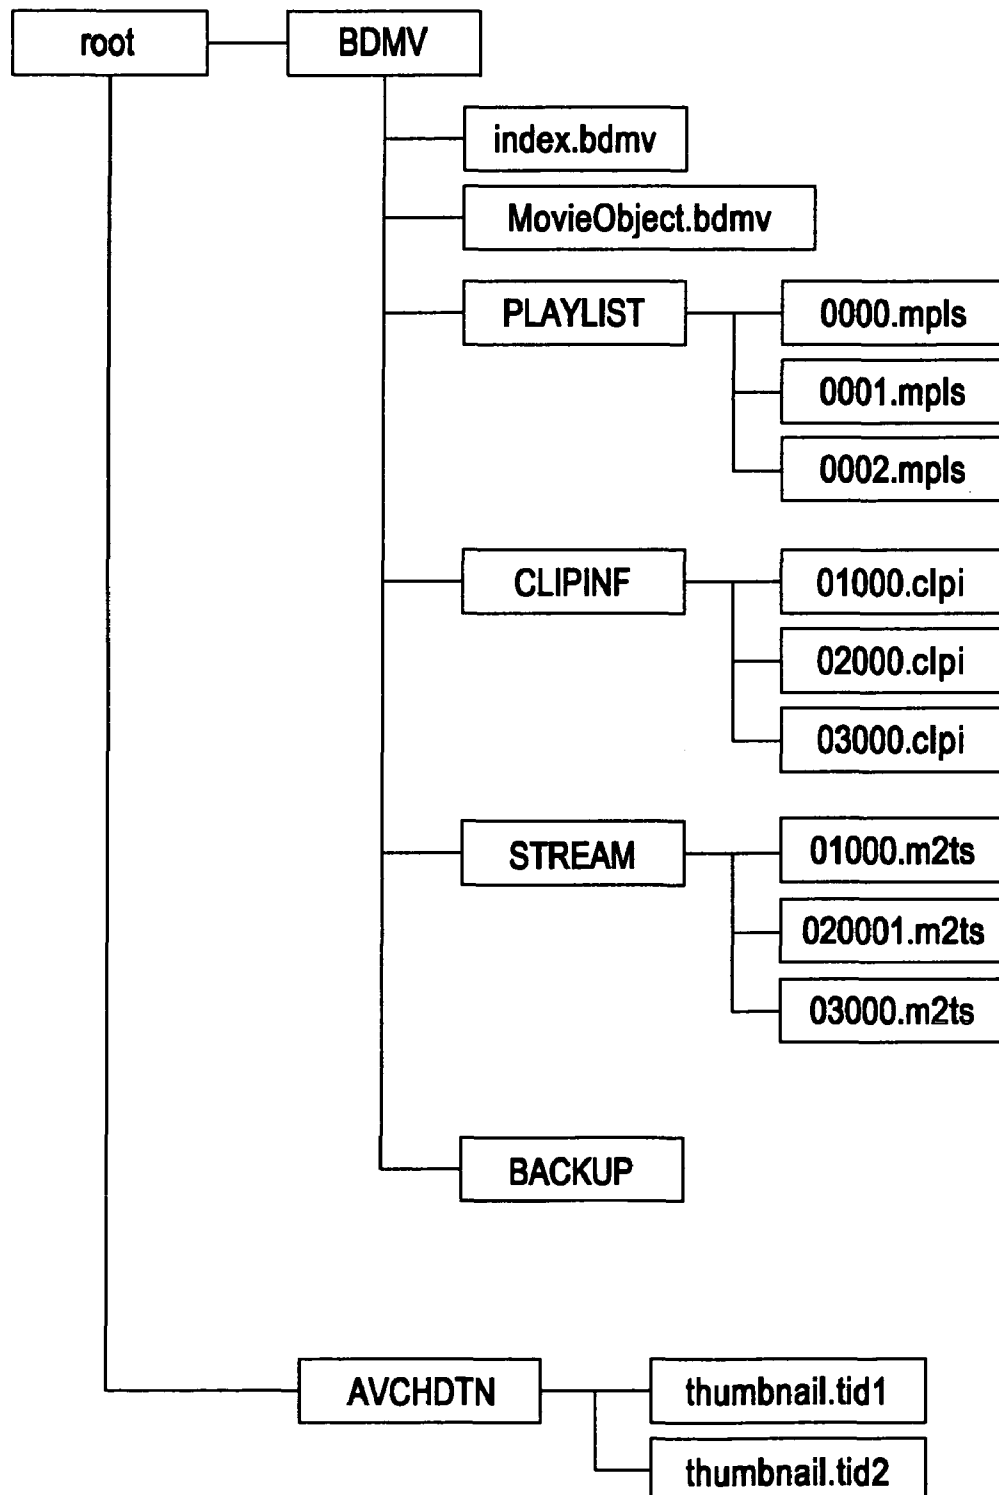 root
BDMV
index.bdmv
MovieObject.bdmv
PLAYLIST
0000.mpls
0001.mpls
0002.mpls
CLIPINF
01000.clpi
02000.clpi
03000.clpi
STREAM
01000.m2ts
020001.m2ts
03000.m2ts
BACKUP
AVCHDTN
thumbnail.tid1
thumbnail.tid2